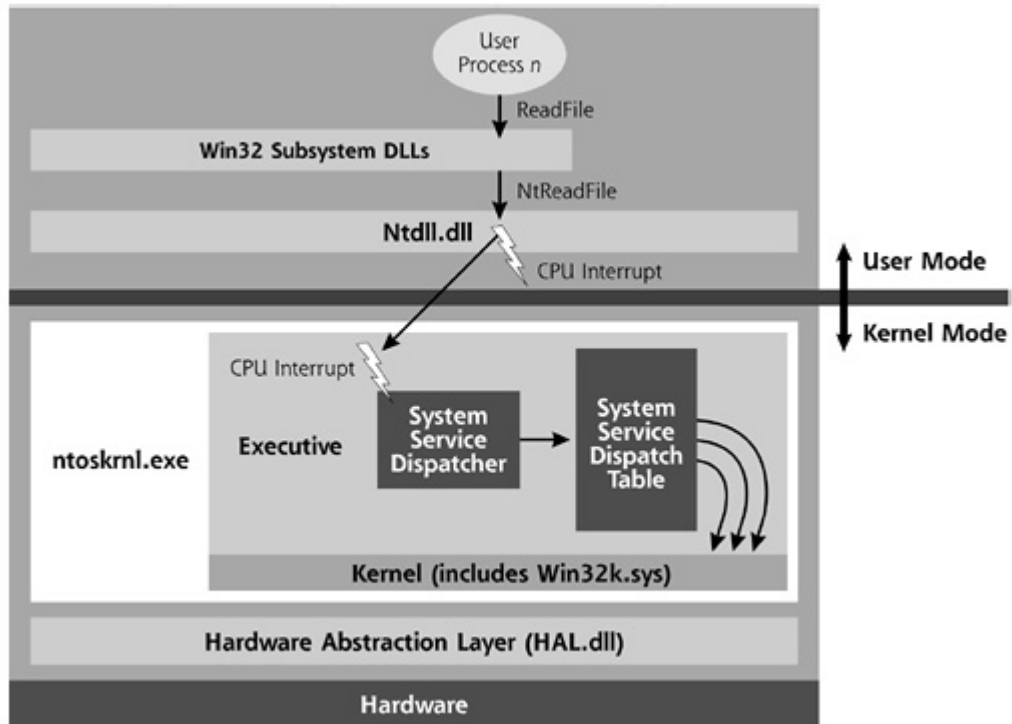 User
Process n
ReadFile
Win32 Subsystem DLLs
NtReadFile
Ntdll.dll
CPU Interrupt
User Mode
Kernel Mode
CPU Interrupt
ntoskrnl.exe
Executive
System
Service
Dispatcher
System
Service
Dispatch
Table
Kernel (includes Win32k.sys)
Hardware Abstraction Layer (HAL.dll)
Hardware